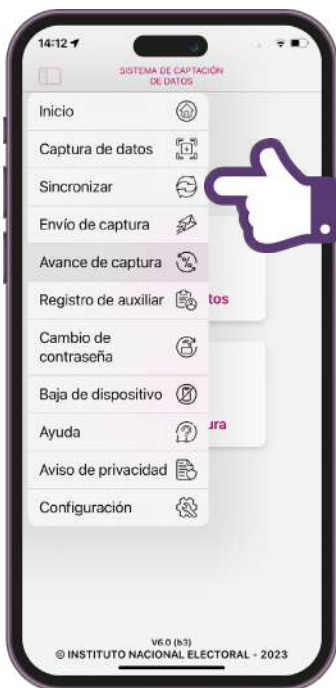 14:12
SISTEMA DE CAPTACIÓN
DE DATOS
Inicio
Captura de datos
Sincronizar
Envío de captura
Avance de captura
Registro de auxiliar
tos
Cambio de
contraseña
Baja de dispositivo
Ayuda
ura
Aviso de privacidad
Configuración
V6.0 (b3)
© INSTITUTO NACIONAL ELECTORAL - 2023